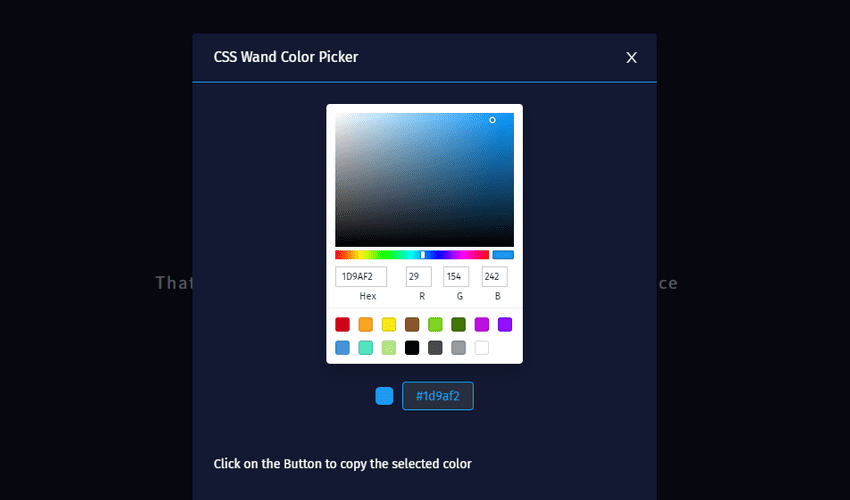 CSS Wand Color Picker
X
That
ce
1D9AF2 29 154 242
Hex R G B
#1d9af2
Click on the Button to copy the selected color